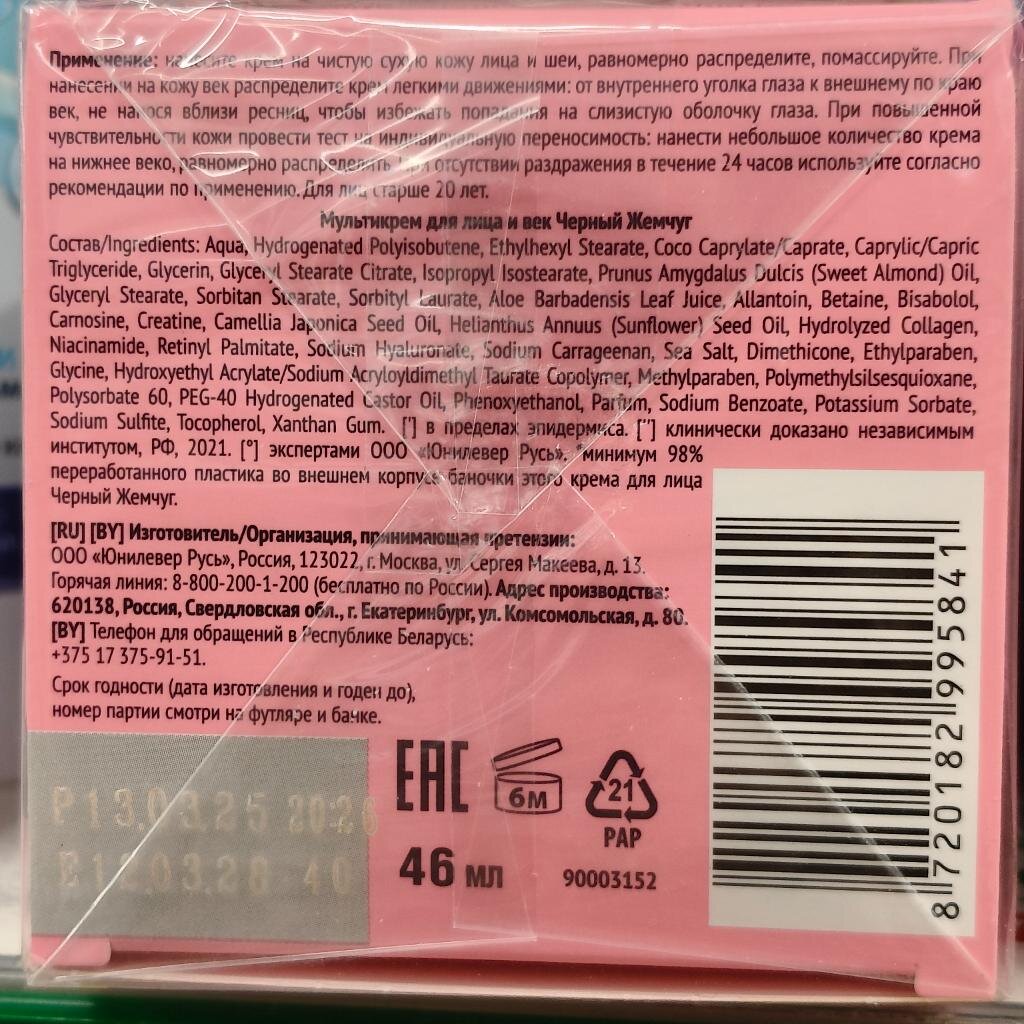 Применение: нанесите крем на чистую сухую кожу лица и шеи, равномерно распределите, помассируйте. При
нанесении на кожу век распределите крем легкими движениями: от внутреннего уголка глаза к внешнему по краю
век, не нанося вблизи ресниц, чтобы избежать попадания на слизистую оболочку глаза. При повышенной
чувствительности кожи провести тест на индивидуальную переносимость: нанести небольшое количество крема
на нижнее веко, равномерно распределить. При отсутствии раздражения в течение 24 часов используйте согласно
рекомендации по применению. Для лиц старше 20 лет.
Мультикрем для лица и век Черный Жемчуг
Состав/Ingredients: Aqua, Hydrogenated Polyisobutene, Ethylhexyl Stearate, Coco Caprylate/Caprate, Caprylic/Capric
Triglyceride, Glycerin, Glyceryl Stearate Citrate, Isopropyl Isostearate, Prunus Amygdalus Dulcis (Sweet Almond) Oil,
Glyceryl Stearate, Sorbitan Stearate, Sorbityl Laurate, Aloe Barbadensis Leaf Juice, Allantoin, Betaine, Bisabolol,
Carnosine, Creatine, Camellia Japonica Seed Oil, Helianthus Annuus (Sunflower) Seed Oil, Hydrolyzed Collagen,
Niacinamide, Retinyl Palmitate, Sodium Hyaluronate, Sodium Carrageenan, Sea Salt, Dimethicone, Ethylparaben,
Glycine, Hydroxyethyl Acrylate/Sodium Acryloyldimethyl Taurate Copolymer, Methylparaben, Polymethylsilsesquioxane,
Polysorbate 60, PEG-40 Hydrogenated Castor Oil, Phenoxyethanol, Parfum, Sodium Benzoate, Potassium Sorbate,
Sodium Sulfite, Tocopherol, Xanthan Gum. ['] в пределах эпидермиса. ["] клинически доказано независимым
институтом, РФ, 2021. [°] экспертами ООО «Юнилевер Русь». *минимум 98%
переработанного пластика во внешнем корпусе баночки этого крема для лица
Черный Жемчуг.
[RU] [BY] Изготовитель/Организация, принимающая претензии:
ООО «Юнилевер Русь», Россия, 123022, г. Москва, ул. Сергея Макеева, д. 13.
Горячая линия: 8-800-200-1-200 (бесплатно по России). Адрес производства:
620138, Россия, Свердловская обл., г. Екатеринбург, ул. Комсомольская, д. 80.
[BY] Телефон для обращений в Республике Беларусь:
+375 17 375-91-51.
Срок годности (дата изготовления и годен до),
номер партии смотри на футляре и банке.
P13.03.25 20:26
E12.03.28 40
EAC
6М
21
PAP
46 мл
90003152
8720182995841